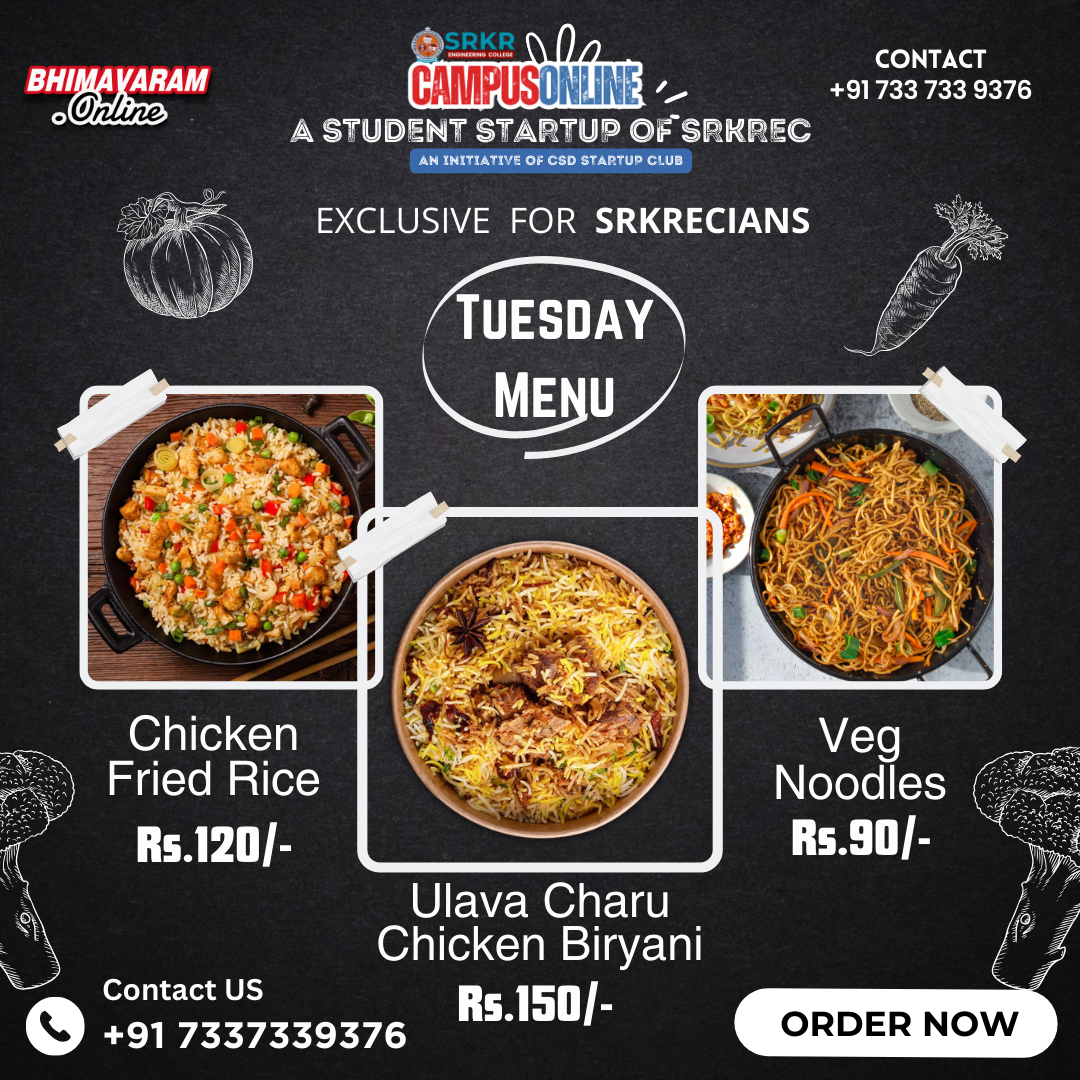 BHIMAVARAM
.Online
SRKR
ENGINEERING COLLEGE
CAMPUSONLINE
A STUDENT STARTUP OF SRKREC
AN INITIATIVE OF CSD STARTUP CLUB
CONTACT
+91 733 733 9376
EXCLUSIVE FOR SRKRECIANS
TUESDAY
MENU
Chicken
Fried Rice
Rs.120/-
Ulava Charu
Chicken Biryani
Rs.150/-
Veg
Noodles
Rs.90/-
Contact US
+91 7337339376
ORDER NOW